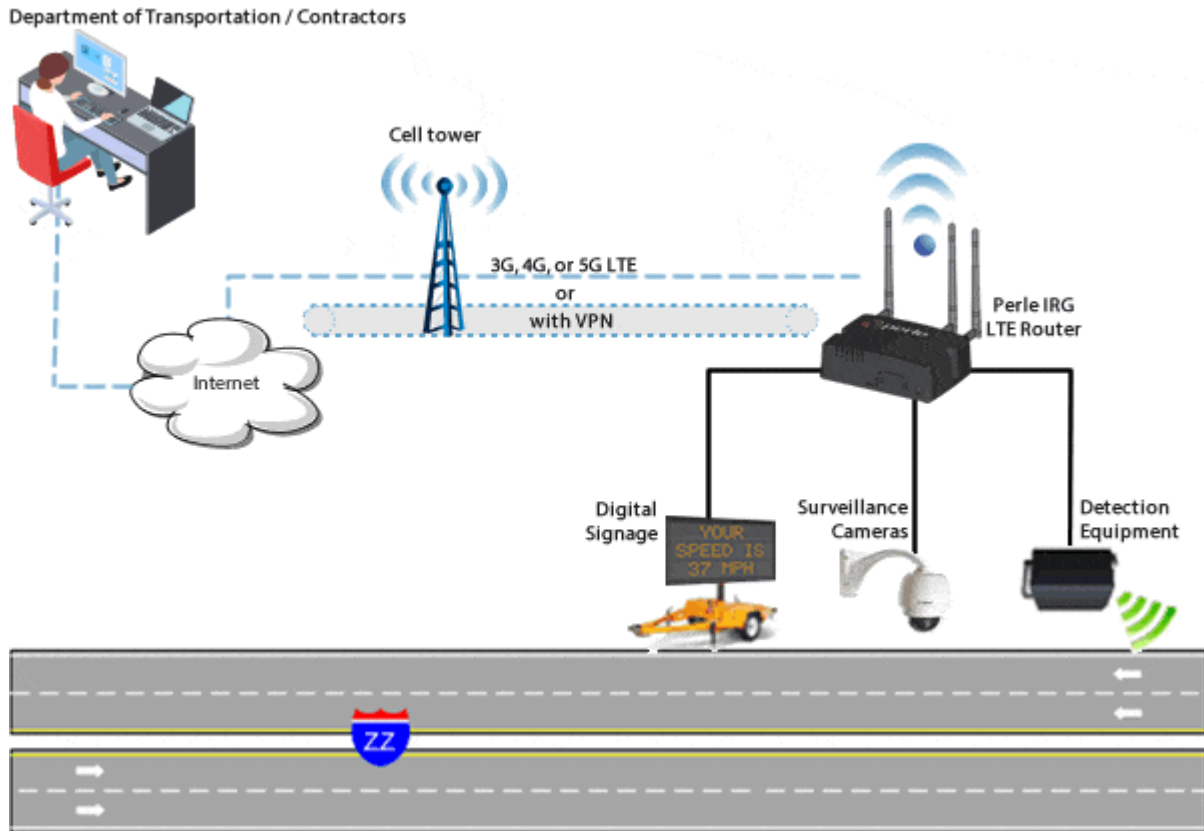 Department of Transportation / Contractors
Cell tower
3G, 4G, or 5G LTE
or
with VPN
Internet
Perle IRG
LTE Router
perle
Digital
Signage
YOUR
SPEED IS
37 MPH
Surveillance
Cameras
Detection
Equipment
ZZ